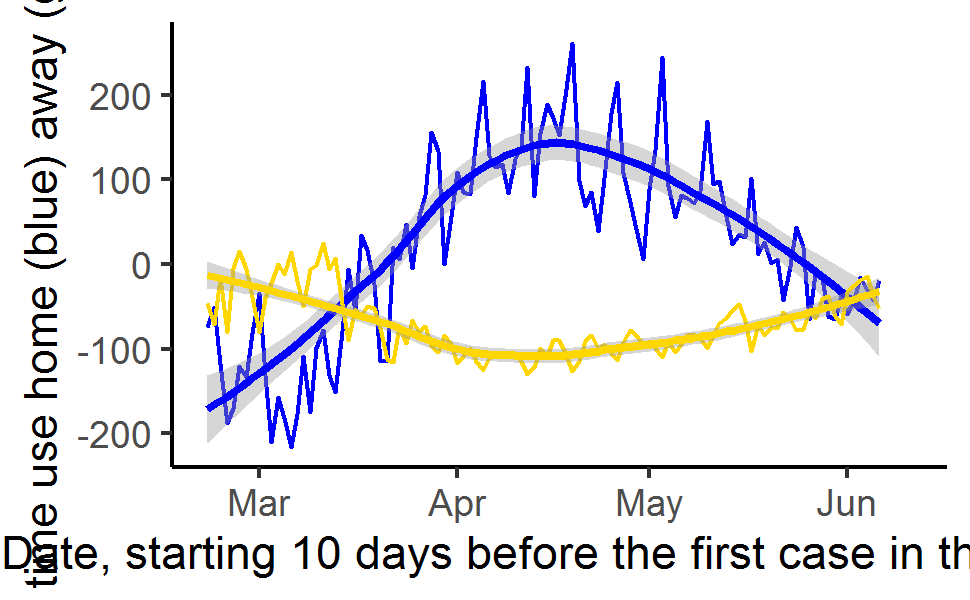 time use home (blue) away (
200
100
0
-100
-200
Mar Apr May Jun
Date, starting 10 days before the first case in th